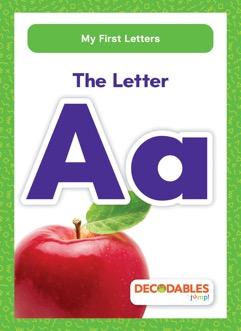 My First Letters
The Letter
Aa
DECODABLES
jump!